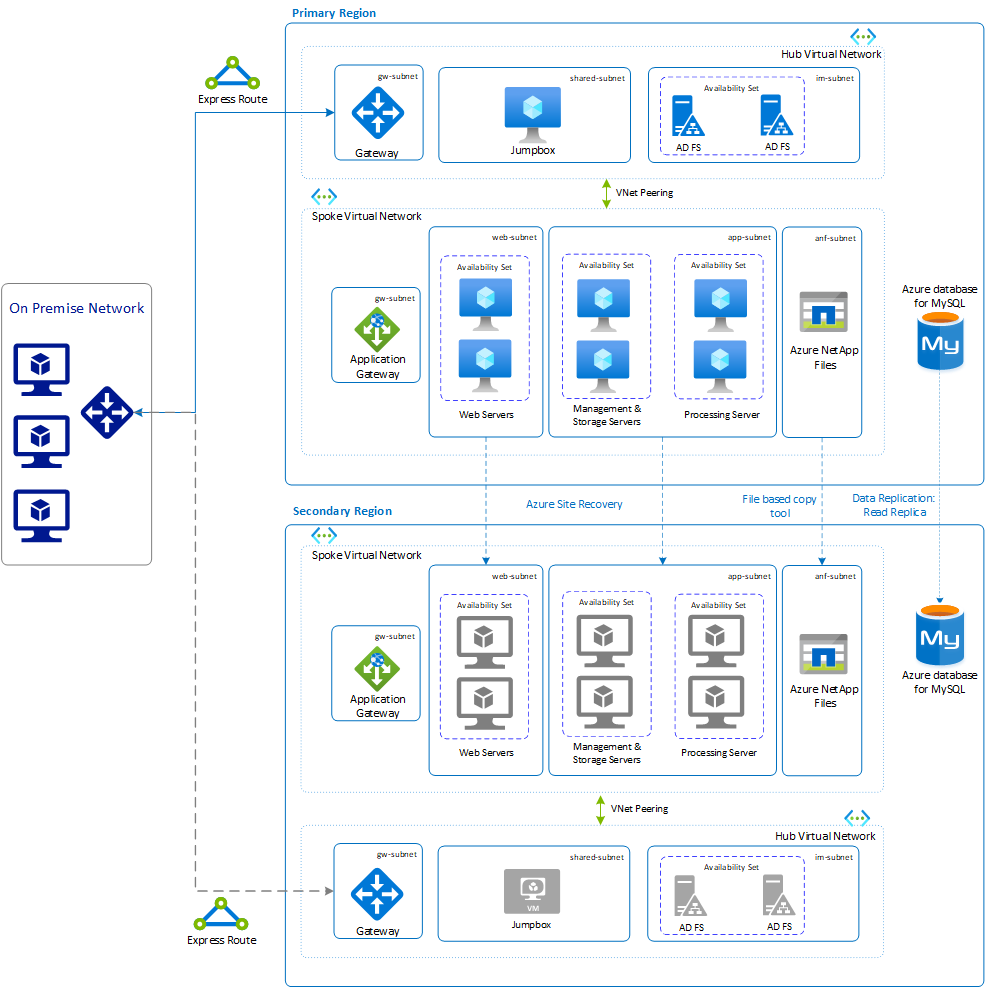 Primary Region
Hub Virtual Network
Express Route
gw-subnet
Gateway
shared-subnet
Jumpbox
im-subnet
Availability Set
AD FS
AD FS
VNet Peering
Spoke Virtual Network
gw-subnet
Application
Gateway
web-subnet
Availability Set
Web Servers
app-subnet
Availability Set
Management &
Storage Servers
Availability Set
Processing Server
anf-subnet
Azure NetApp
Files
Azure database
for MySQL
My
On Premise Network
Azure Site Recovery
File based copy
tool
Data Replication:
Read Replica
Secondary Region
Spoke Virtual Network
gw-subnet
Application
Gateway
web-subnet
Availability Set
Web Servers
app-subnet
Availability Set
Management &
Storage Servers
Availability Set
Processing Server
anf-subnet
Azure NetApp
Files
My
Azure database
for MySQL
VNet Peering
Hub Virtual Network
Express Route
gw-subnet
Gateway
shared-subnet
VM
Jumpbox
im-subnet
Availability Set
AD FS
AD FS